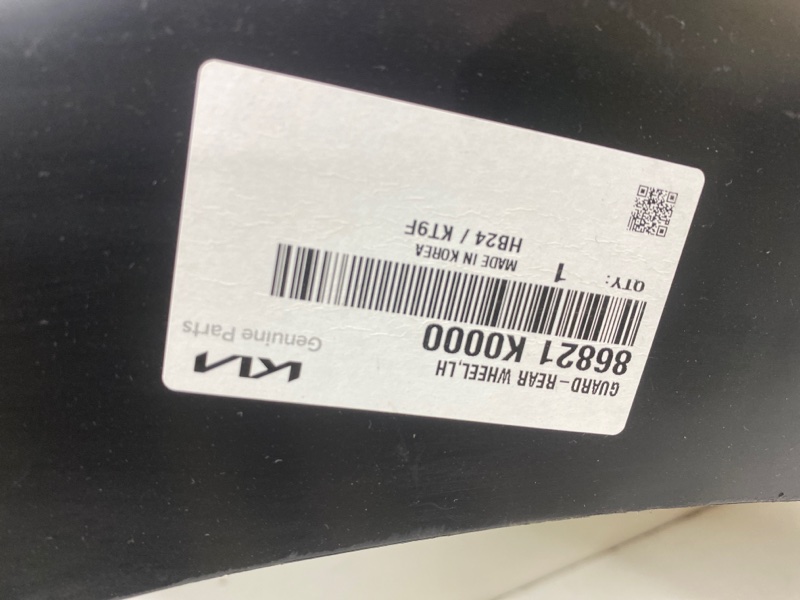 GUARD-REAR WHEEL,LH
86821 K0000
KIA
Genuine Parts
QTY: 1
MADE IN KOREA
HB24 / KT9F